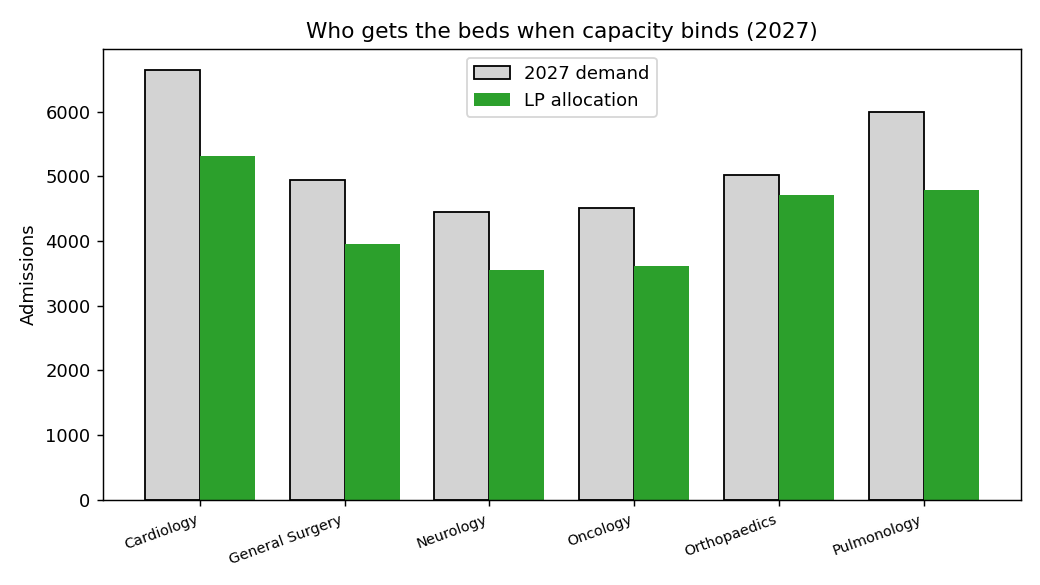 Who gets the beds when capacity binds (2027)
2027 demand
LP allocation
Admissions
6000
5000
4000
3000
2000
1000
0
Cardiology
General Surgery
Neurology
Oncology
Orthopaedics
Pulmonology